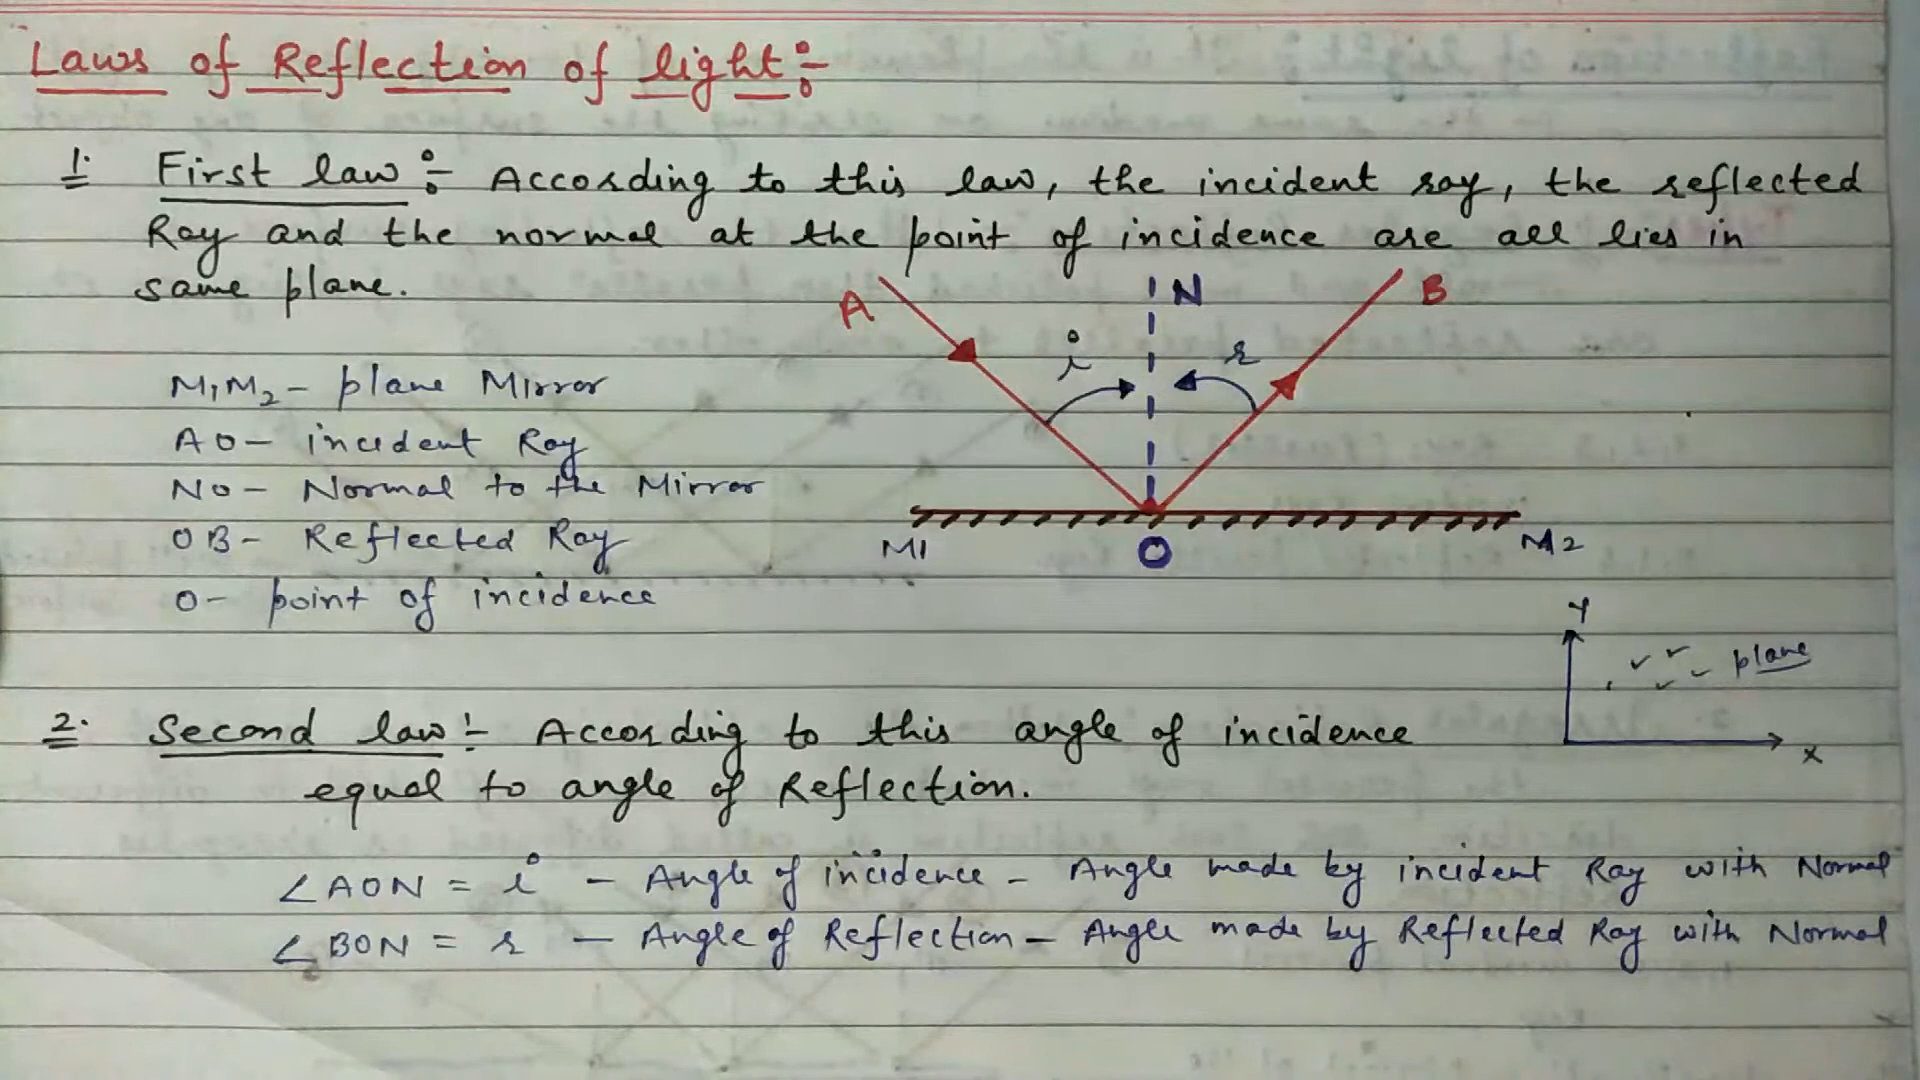 Laws of Reflection of light:-
1. First law:- According to this law, the incident ray, the reflected
Ray and the normal at the point of incidence are all lies in
same plane.
A
N
B
i
r
M1M2 - plane Mirror
AO - incident Ray
NO - Normal to the Mirror
OB - Reflected Ray
O - point of incidence
M1
O
M2
Y
plane
X
2. Second law:- According to this angle of incidence
equal to angle of Reflection.
∠AON = i - Angle of incidence - Angle made by incident Ray with Normal
∠BON = r - Angle of Reflection - Angle made by Reflected Ray with Normal